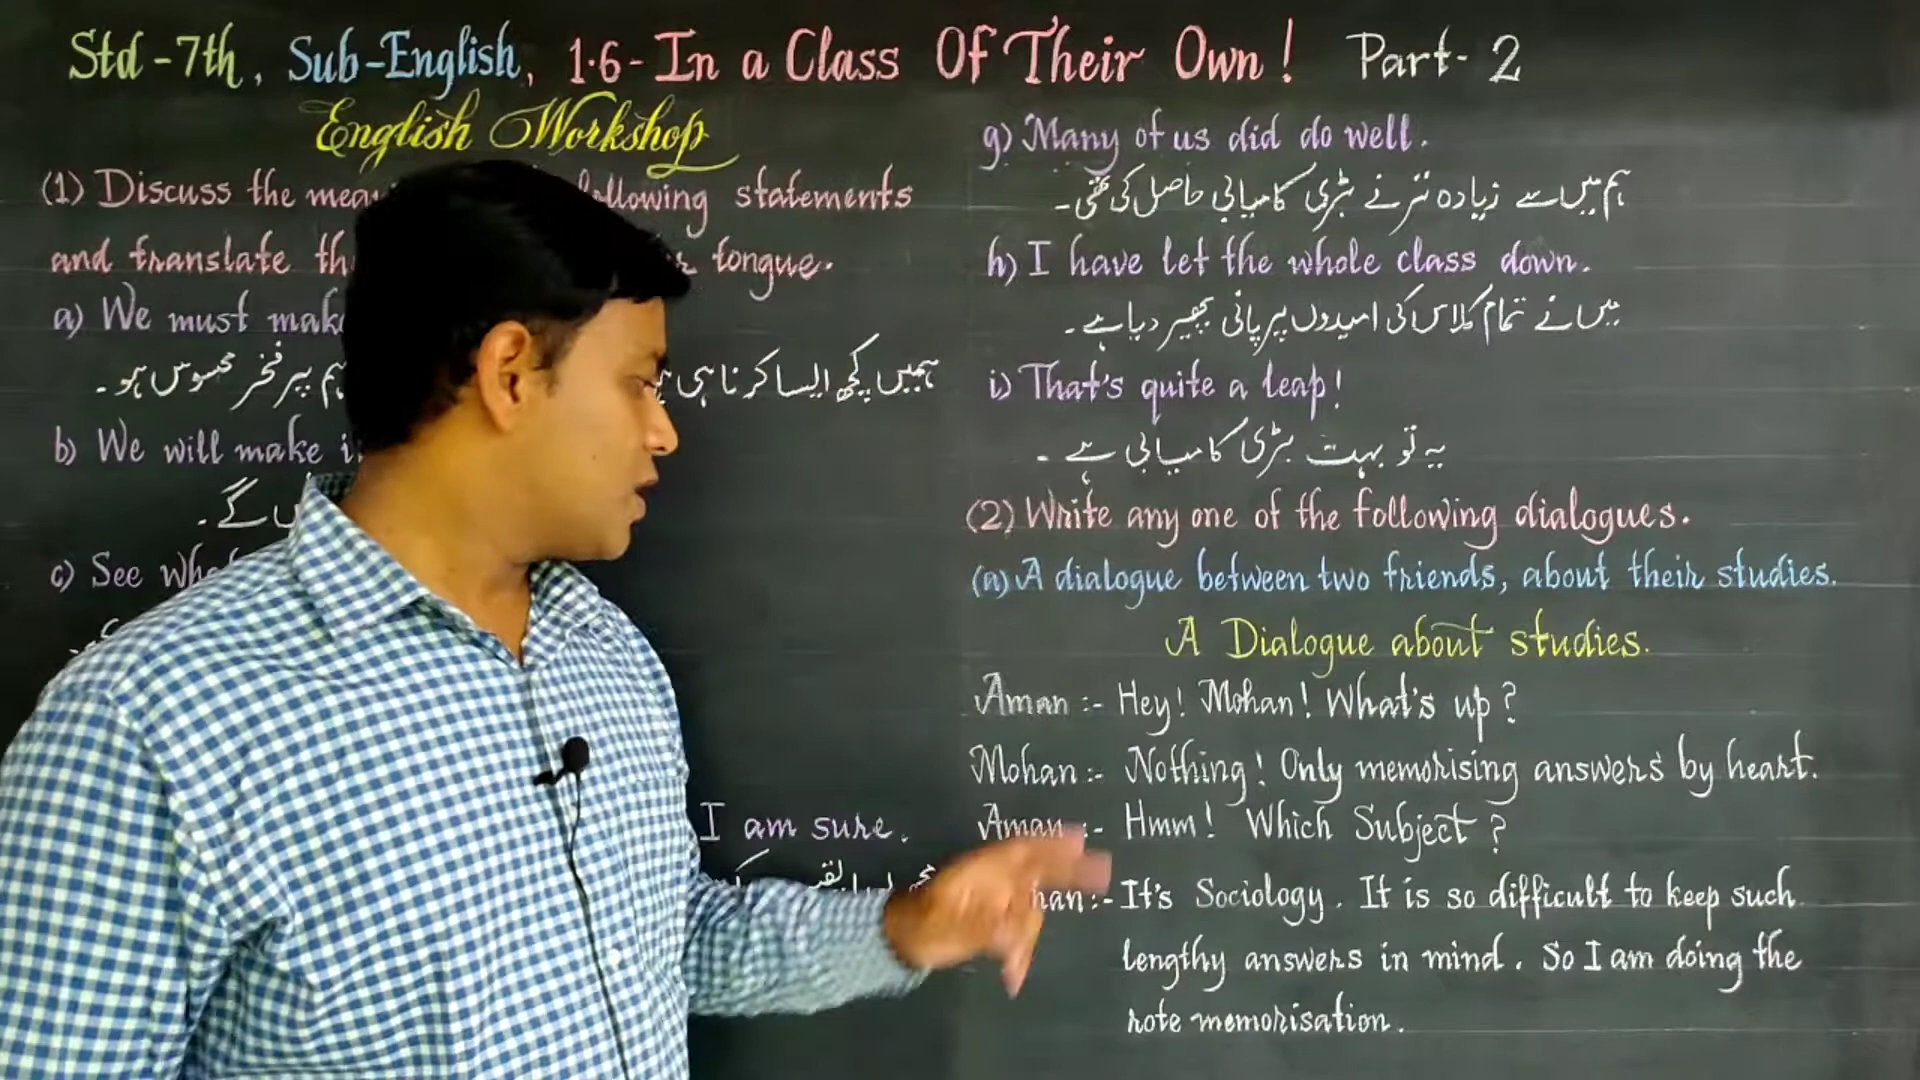 Std-7th, Sub-English, 1.6-In a Class Of Their Own! Part-2
English Workshop
(1) Discuss the following statements
and translate tongue.
a) We must
ہمیں کچھ ایسا کرنا ہی
ہم پر فخر محسوس ہو۔
b) We will make
گے۔
c) See
I am sure.
g) Many of us did do well.
ہم میں سے زیادہ تر نے بڑی کامیابی حاصل کی تھی۔
h) I have let the whole class down.
میں نے تمام کلاس کی امیدوں پر پانی پھیر دیا ہے۔
i) That's quite a leap!
یہ تو بہت بڑی کامیابی ہے۔
(2) Write any one of the following dialogues.
(a) A dialogue between two friends, about their studies.
A Dialogue about studies.
Aman :- Hey! Mohan! What's up?
Mohan :- Nothing! Only memorising answers by heart.
Aman :- Hmm! Which Subject?
han :- It's Sociology. It is so difficult to keep such
lengthy answers in mind. So I am doing the
rote memorisation.